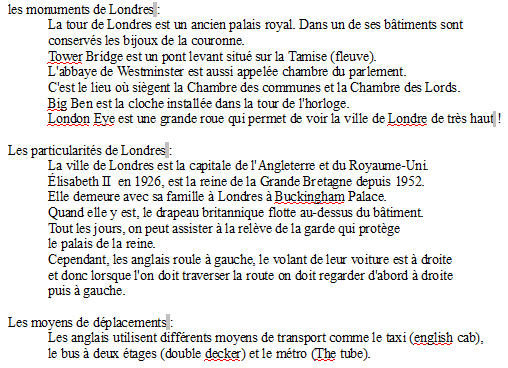 les monuments de Londres :
La tour de Londres est un ancien palais royal. Dans un de ses bâtiments sont
conservés les bijoux de la couronne.
Tower Bridge est un pont levant situé sur la Tamise (fleuve).
L'abbaye de Westminster est aussi appelée chambre du parlement.
C'est le lieu où siègent la Chambre des communes et la Chambre des Lords.
Big Ben est la cloche installée dans la tour de l'horloge.
London Eye est une grande roue qui permet de voir la ville de Londre de très haut !
Les particularités de Londres :
La ville de Londres est la capitale de l'Angleterre et du Royaume-Uni.
Élisabeth II en 1926, est la reine de la Grande Bretagne depuis 1952.
Elle demeure avec sa famille à Londres à Buckingham Palace.
Quand elle y est, le drapeau britannique flotte au-dessus du bâtiment.
Tout les jours, on peut assister à la relève de la garde qui protège
le palais de la reine.
Cependant, les anglais roule à gauche, le volant de leur voiture est à droite
et donc lorsque l'on doit traverser la route on doit regarder d'abord à droite
puis à gauche.
Les moyens de déplacements :
Les anglais utilisent différents moyens de transport comme le taxi (english cab),
le bus à deux étages (double decker) et le métro (The tube).